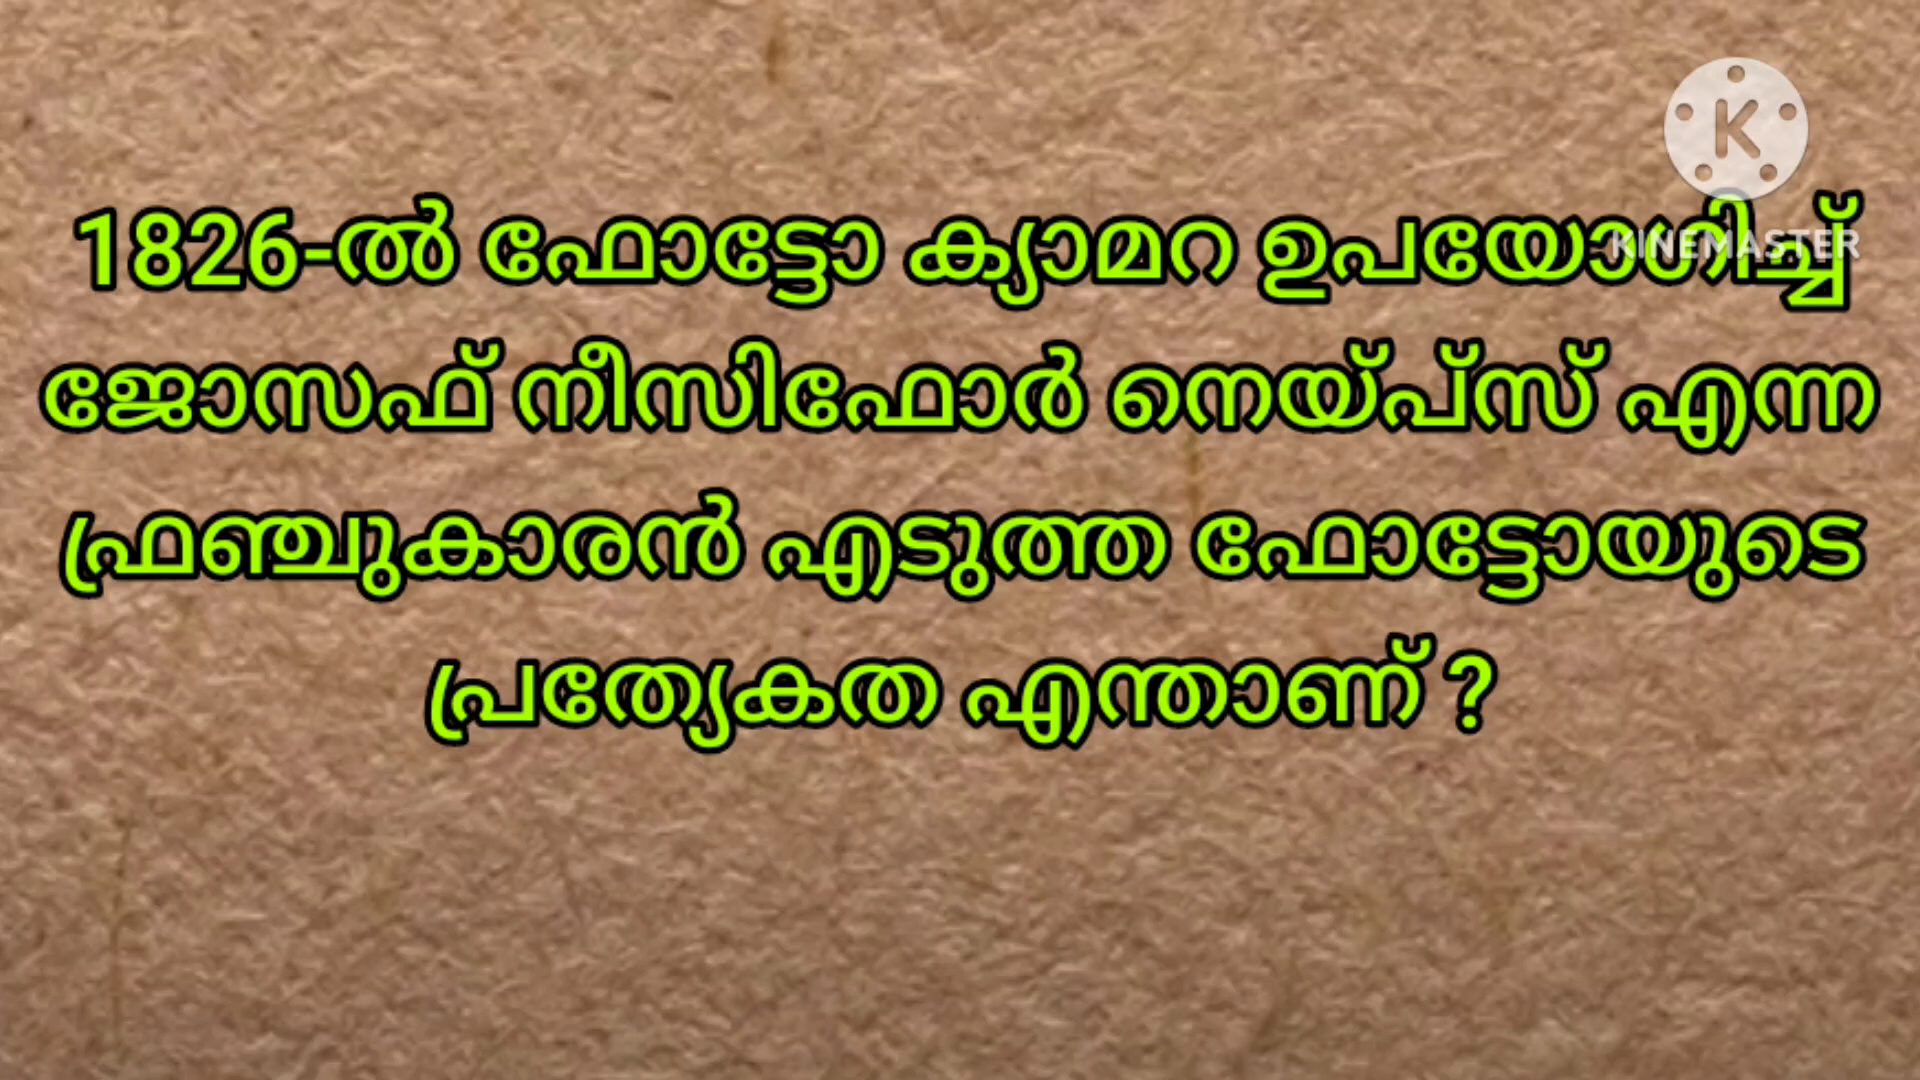 K
KINEMASTER
1826-ൽ ഫോട്ടോ ക്യാമറ ഉപയോഗിച്ച്
ജോസഫ് നീസിഫോർ നെയ്പ്സ് എന്ന
ഫ്രഞ്ചുകാരൻ എടുത്ത ഫോട്ടോയുടെ
പ്രത്യേകത എന്താണ് ?